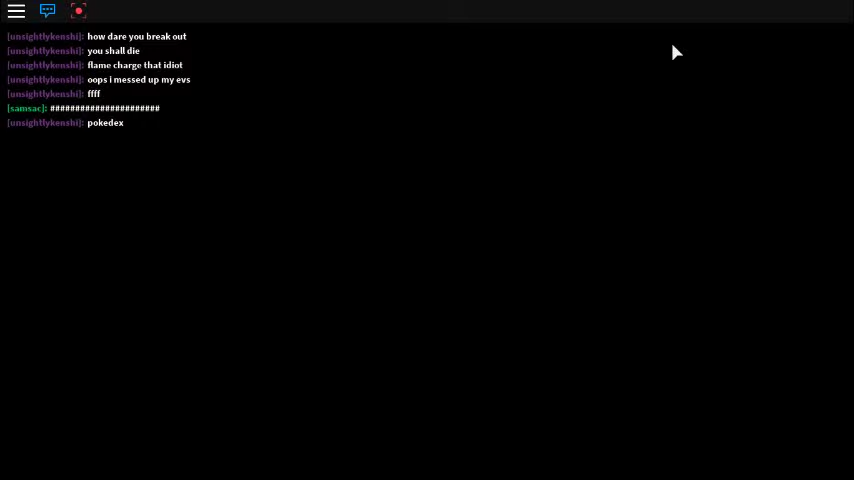 [unsightlykenshi]: how dare you break out
[unsightlykenshi]: you shall die
[unsightlykenshi]: flame charge that idiot
[unsightlykenshi]: oops i messed up my evs
[unsightlykenshi]: ffff
[samsac]: ######################
[unsightlykenshi]: pokedex